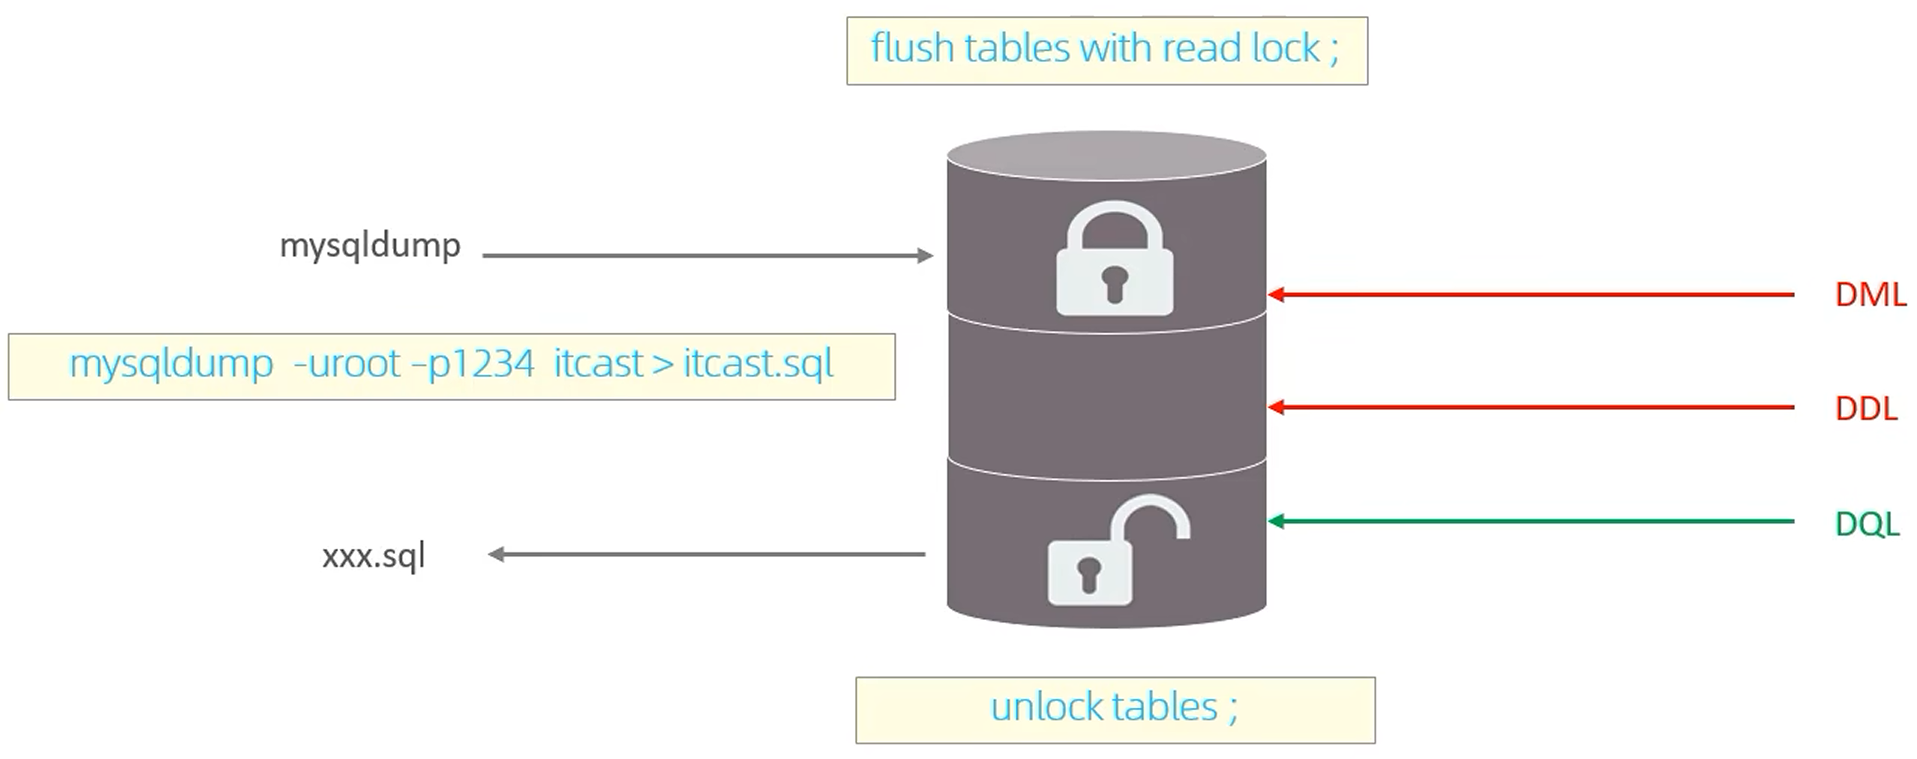 flush tables with read lock ;
mysqldump
DML
mysqldump  -uroot –p1234  itcast > itcast.sql
DDL
DQL
xxx.sql
unlock tables ;